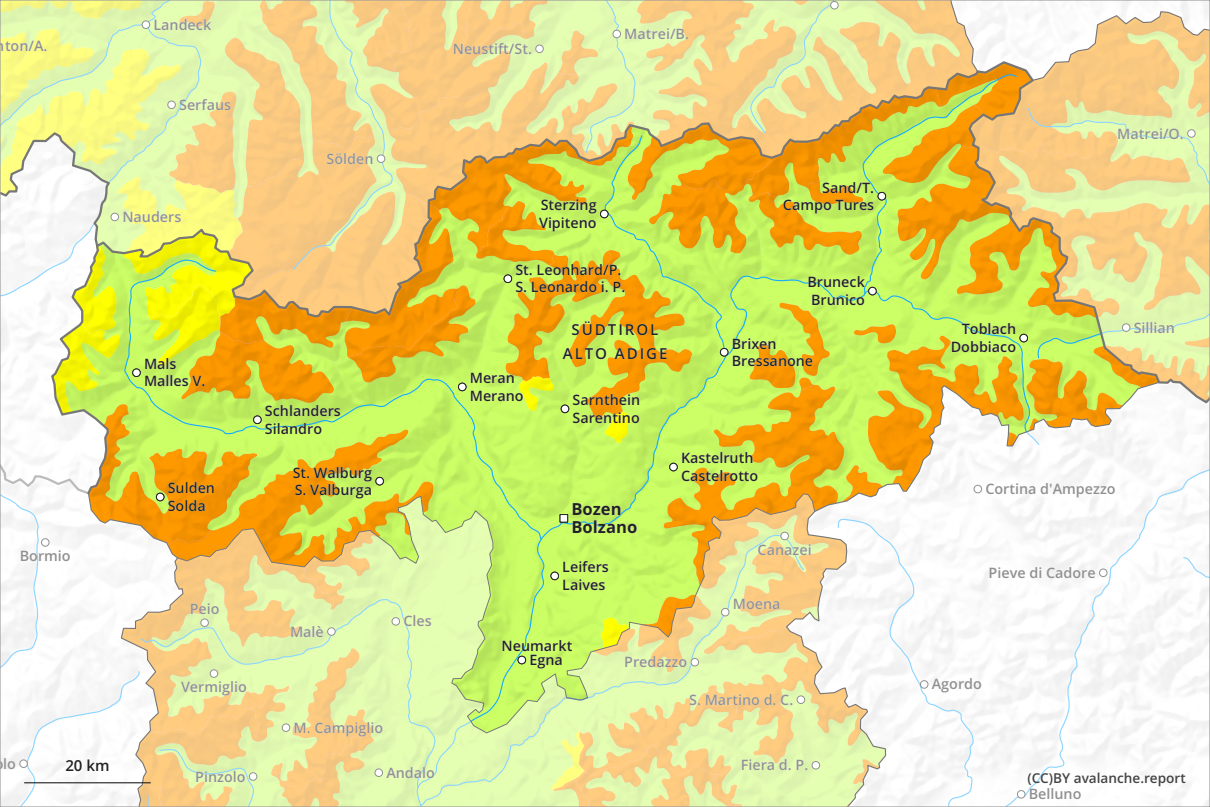 Landeck
Matrei/B.
Neustift/St.
nton/A.
Serfaus
Matrei/O.
Sölden
Sand/T.
Campo Tures
Sterzing
Vipiteno
Nauders
St. Leonhard/P.
S. Leonardo i. P.
Bruneck
Brunico
SÜDTIROL
ALTO ADIGE
Toblach
Dobbiaco
Sillian
Brixen
Bressanone
Mals
Malles V.
Meran
Merano
Schlanders
Silandro
Sarnthein
Sarentino
Kastelruth
Castelrotto
St. Walburg
S. Valburga
Sulden
Solda
Cortina d'Ampezzo
Bozen
Bolzano
Bormio
Canazei
Leifers
Laives
Pieve di Cadore
Peio
Moena
Cles
Malè
Neumarkt
Egna
Predazzo
Vermiglio
Agordo
S. Martino d. C.
M. Campiglio
20 km
olo
Pinzolo
Andalo
Fiera d. P.
(CC)BY avalanche.report
Belluno